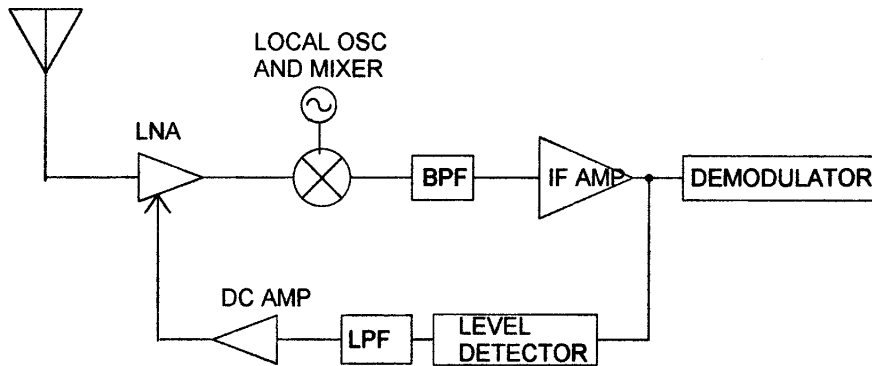 LOCAL OSC
AND MIXER
LNA
BPF
IF AMP
DEMODULATOR
DC AMP
LPF
LEVEL
DETECTOR